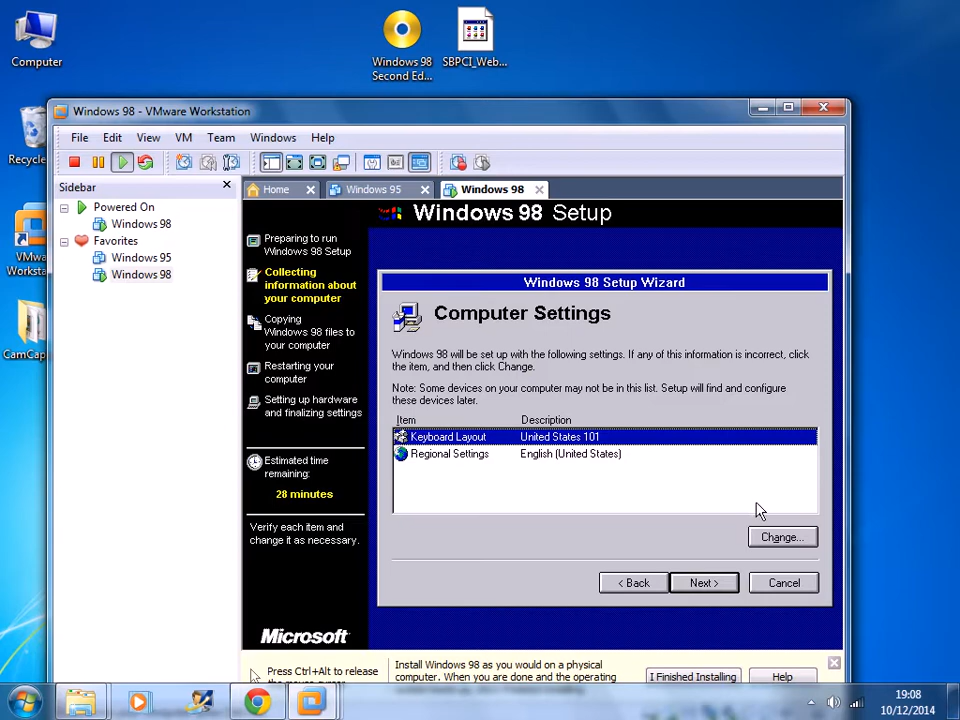 Computer
Windows 98
Second Ed...
SBPCI_Web...
Windows 98 - VMware Workstation
File Edit View VM Team Windows Help
Sidebar
Home
Windows 95
Windows 98
Powered On
Windows 98
Favorites
Windows 95
Windows 98
Windows 98 Setup
Preparing to run
Windows 98 Setup
Collecting
information about
your computer
Copying
Windows 98 files to
your computer
Restarting your
computer
Setting up hardware
and finalizing settings
Estimated time
remaining:
28 minutes
Verify each item and
change it as necessary.
Microsoft
Windows 98 Setup Wizard
Computer Settings
Windows 98 will be set up with the following settings. If any of this information is incorrect, click
the item, and then click Change.
Note: Some devices on your computer may not be in this list. Setup will find and configure
these devices later.
Item Description
Keyboard Layout United States 101
Regional Settings English (United States)
Change...
< Back
Next >
Cancel
Press Ctrl+Alt to release
Install Windows 98 as you would on a physical
computer. When you are done and the operating
I Finished Installing
Help
Recycle
VMw
Worksta
CamCap
19:08
10/12/2014